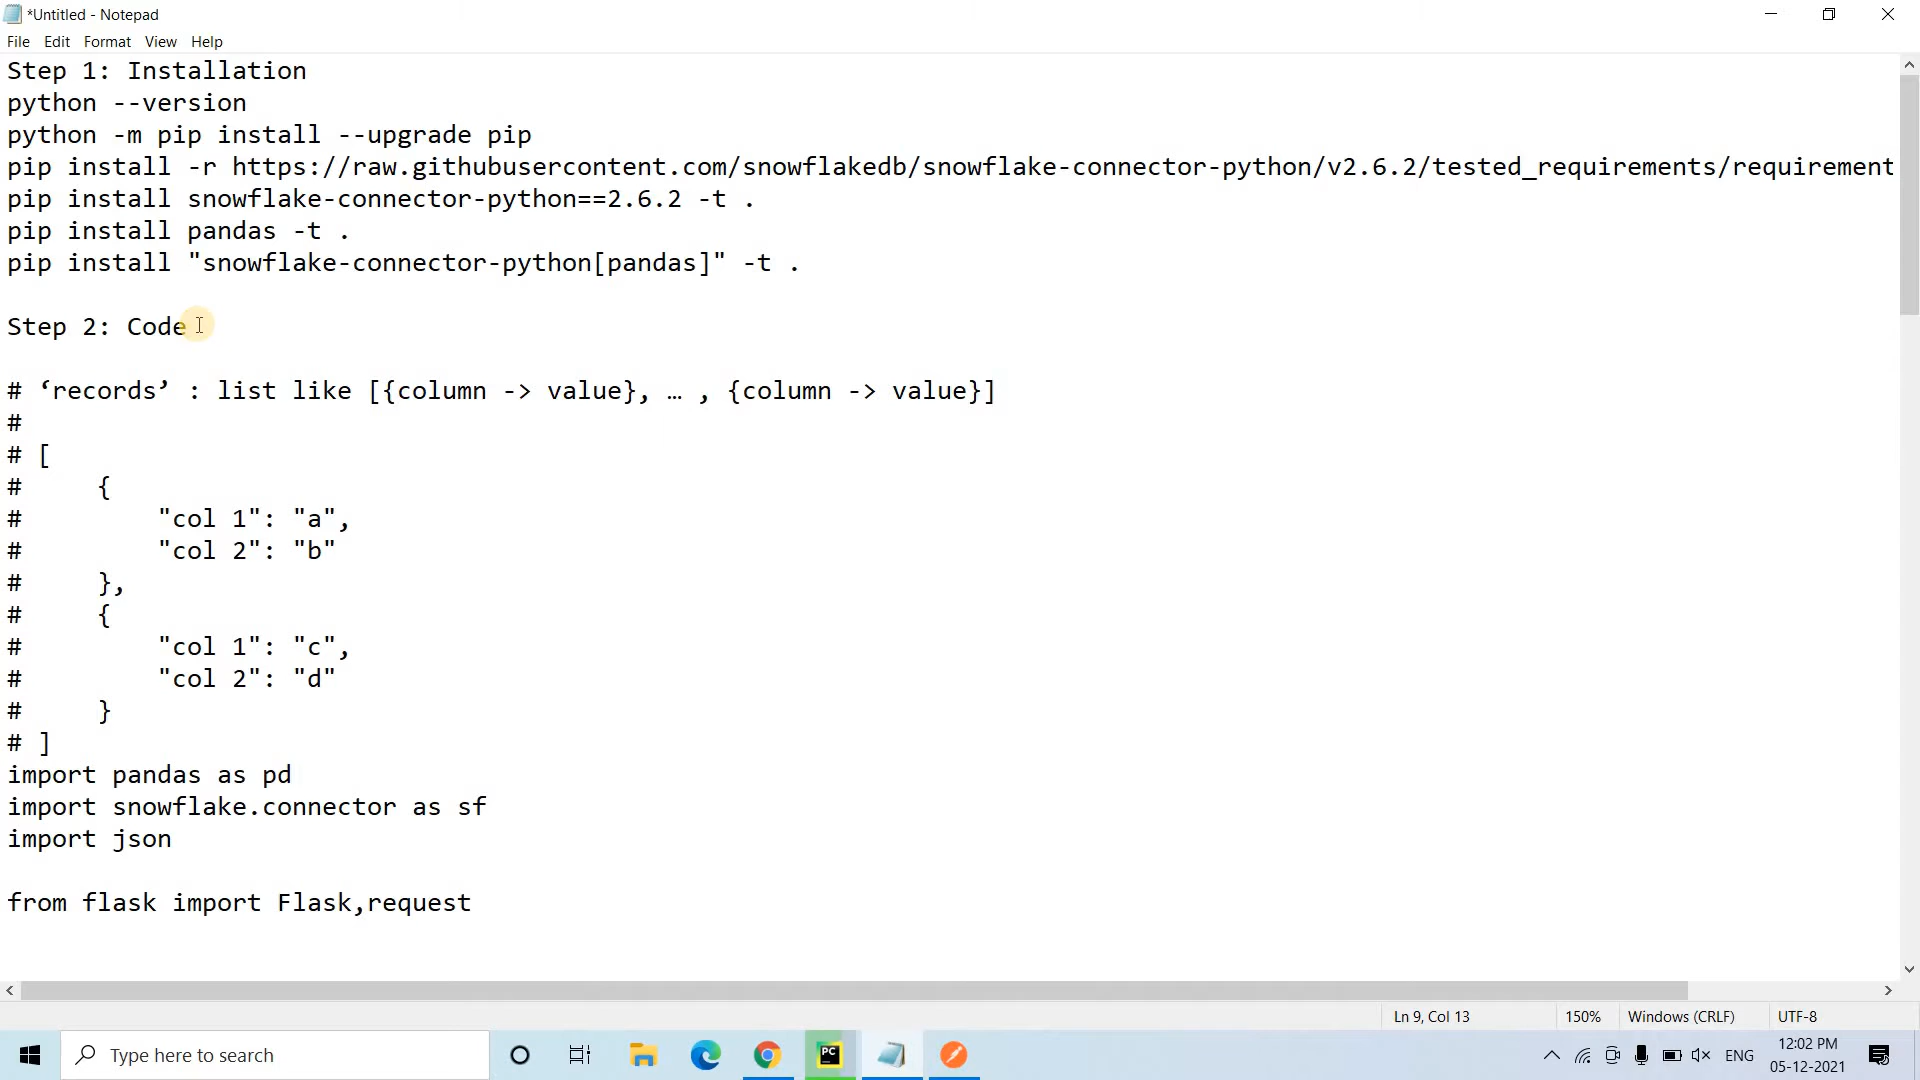 *Untitled - Notepad
File Edit Format View Help
Step 1: Installation
python --version
python -m pip install --upgrade pip
pip install -r https://raw.githubusercontent.com/snowflakedb/snowflake-connector-python/v2.6.2/tested_requirements/requirement
pip install snowflake-connector-python==2.6.2 -t .
pip install pandas -t .
pip install "snowflake-connector-python[pandas]" -t .
Step 2: Code
# ‘records’ : list like [{column -> value}, … , {column -> value}]
#
# [
#     {
#         "col 1": "a",
#         "col 2": "b"
#     },
#     {
#         "col 1": "c",
#         "col 2": "d"
#     }
# ]
import pandas as pd
import snowflake.connector as sf
import json
from flask import Flask,request
Ln 9, Col 13 150% Windows (CRLF) UTF-8
Type here to search
PC
ENG
12:02 PM
05-12-2021